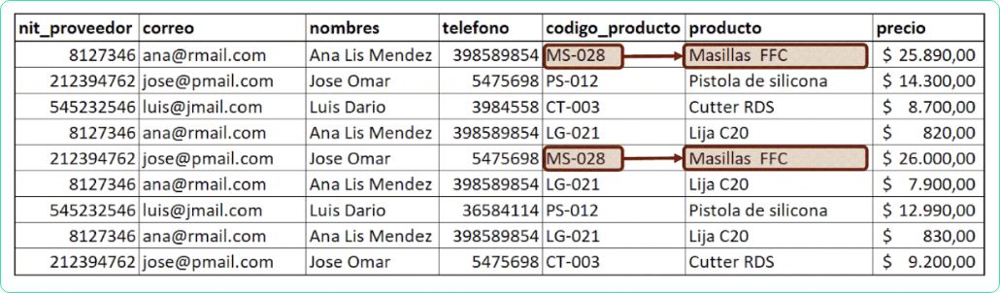 nit_proveedor correo nombres telefono codigo_producto producto precio
8127346 ana@rmail.com Ana Lis Mendez 398589854 MS-028 Masillas FFC $ 25.890,00
212394762 jose@pmail.com Jose Omar 5475698 PS-012 Pistola de silicona $ 14.300,00
545232546 luis@jmail.com Luis Dario 3984558 CT-003 Cutter RDS $ 8.700,00
8127346 ana@rmail.com Ana Lis Mendez 398589854 LG-021 Lija C20 $ 820,00
212394762 jose@pmail.com Jose Omar 5475698 MS-028 Masillas FFC $ 26.000,00
8127346 ana@rmail.com Ana Lis Mendez 398589854 LG-021 Lija C20 $ 7.900,00
545232546 luis@jmail.com Luis Dario 36584114 PS-012 Pistola de silicona $ 12.990,00
8127346 ana@rmail.com Ana Lis Mendez 398589854 LG-021 Lija C20 $ 830,00
212394762 jose@pmail.com Jose Omar 5475698 CT-003 Cutter RDS $ 9.200,00